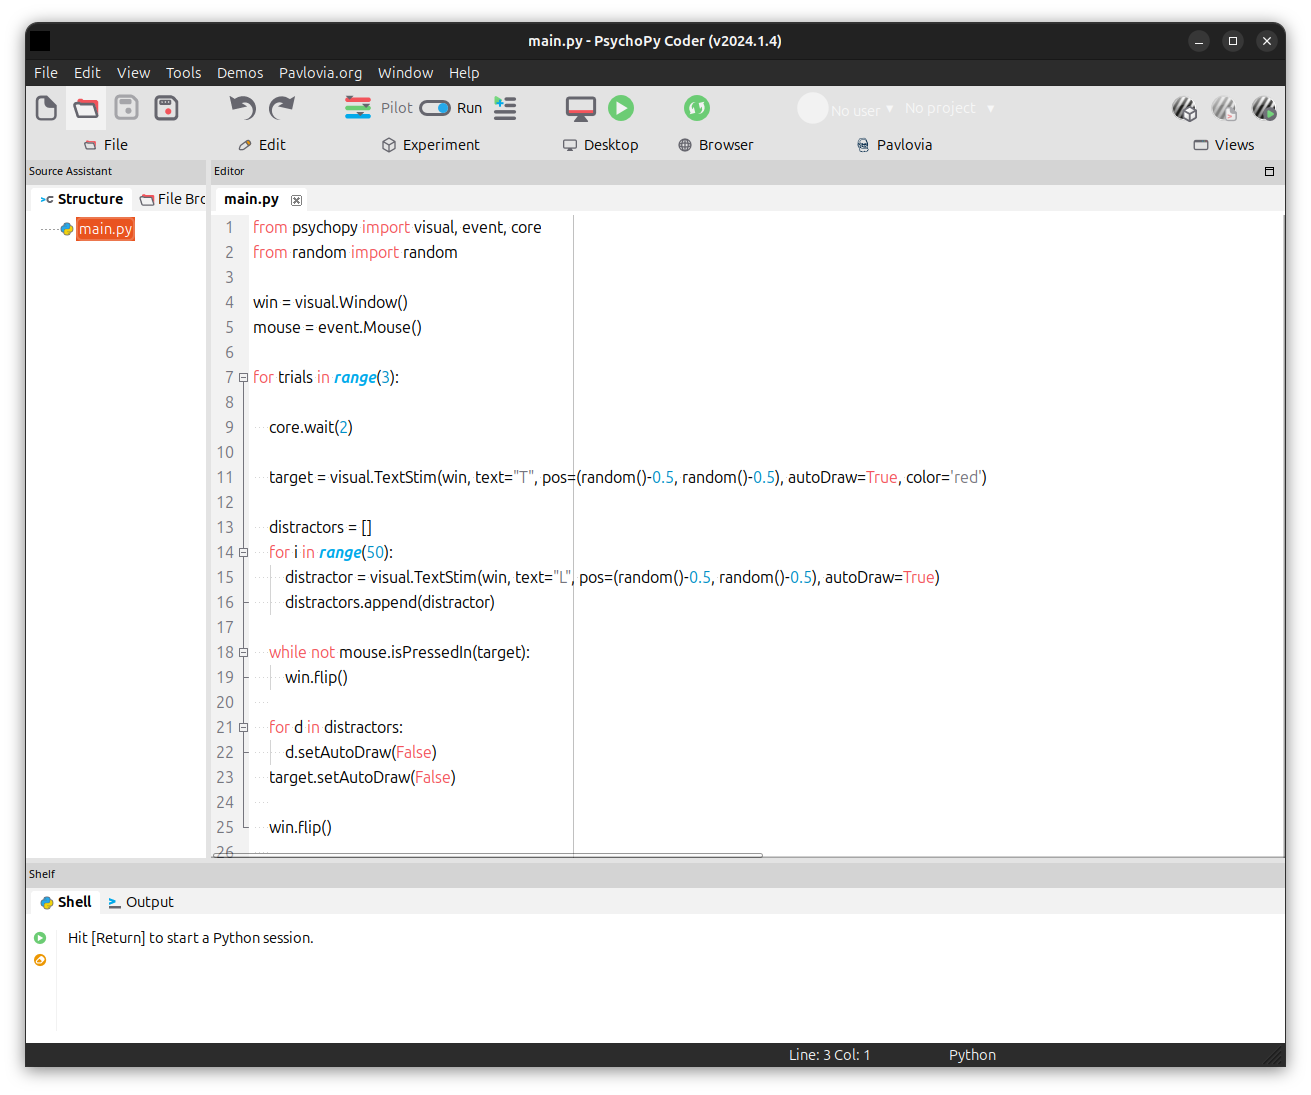 main.py - PsychoPy Coder (v2024.1.4)
File Edit View Tools Demos Pavlovia.org Window Help
Pilot Run No user No project
File Edit Experiment Desktop Browser Pavlovia Views
Source Assistant
Structure File Bro
main.py
Editor
main.py
1 from psychopy import visual, event, core
2 from random import random
3
4 win = visual.Window()
5 mouse = event.Mouse()
6
7 for trials in range(3):
8
9 core.wait(2)
10
11 target = visual.TextStim(win, text="T", pos=(random()-0.5, random()-0.5), autoDraw=True, color='red')
12
13 distractors = []
14 for i in range(50):
15 distractor = visual.TextStim(win, text="L", pos=(random()-0.5, random()-0.5), autoDraw=True)
16 distractors.append(distractor)
17
18 while not mouse.isPressedIn(target):
19 win.flip()
20
21 for d in distractors:
22 d.setAutoDraw(False)
23 target.setAutoDraw(False)
24
25 win.flip()
26
Shelf
Shell Output
Hit [Return] to start a Python session.
Line: 3 Col: 1 Python